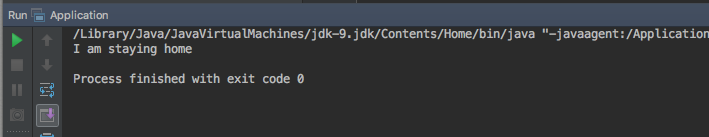 Run Application
/Library/Java/JavaVirtualMachines/jdk-9.jdk/Contents/Home/bin/java "-javaagent:/Application
I am staying home
Process finished with exit code 0